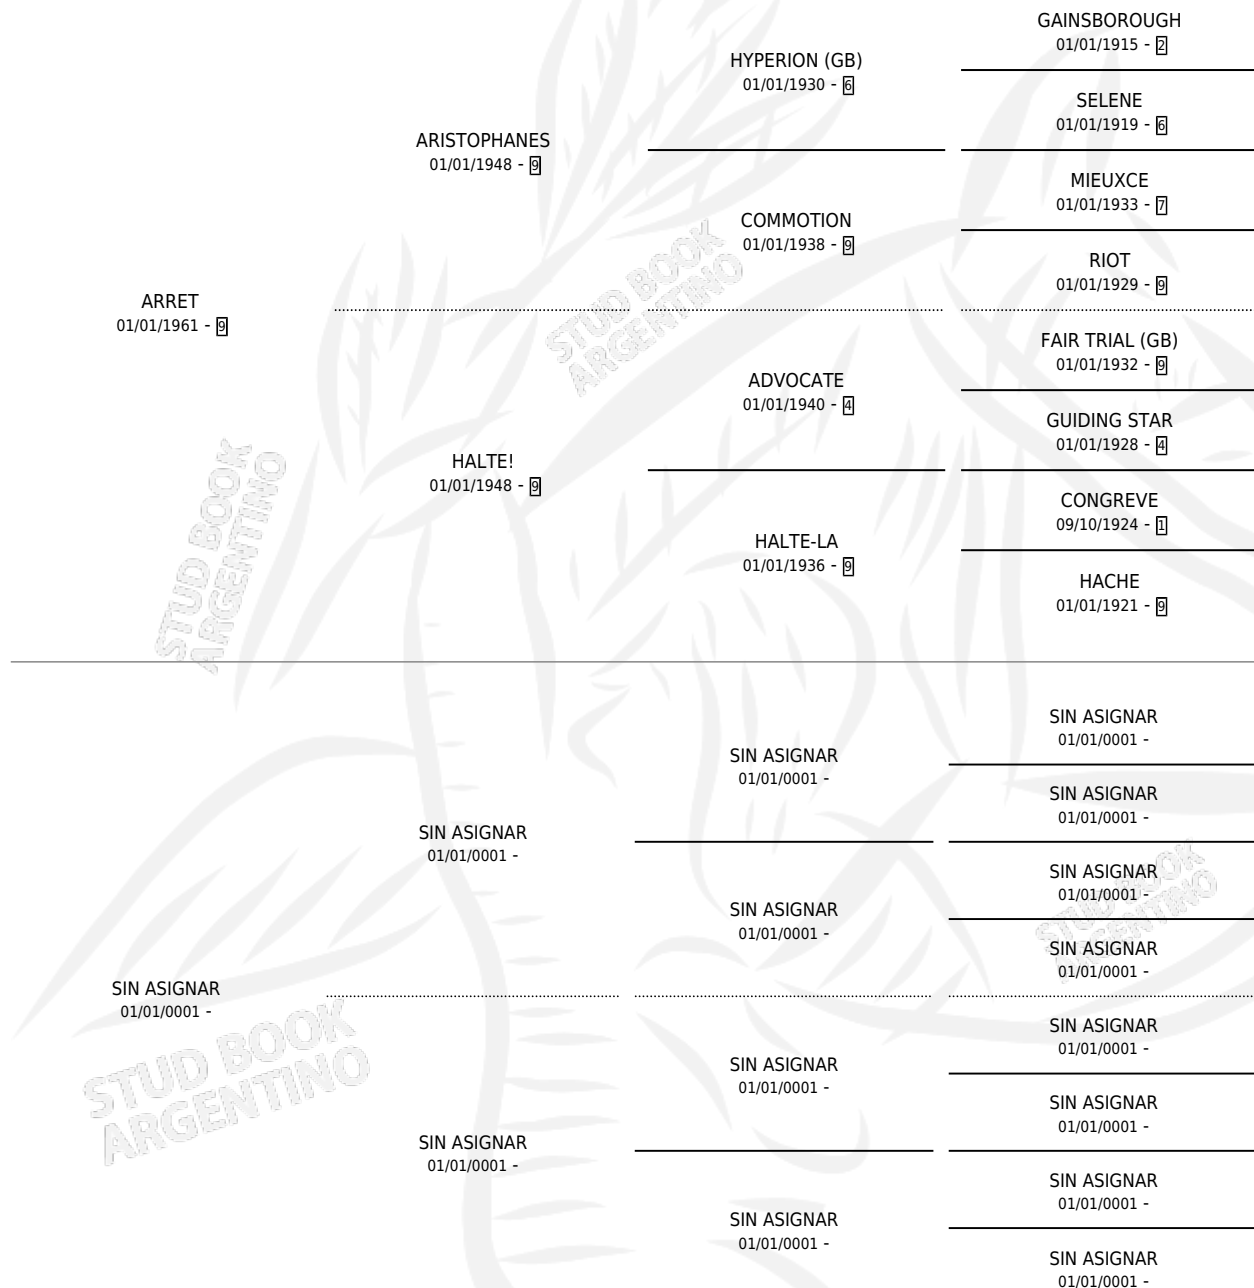 GAINSBOROUGH
01/01/1915 - 2
HYPERION (GB)
01/01/1930 - 6
SELENE
01/01/1919 - 6
ARISTOPHANES
01/01/1948 - 9
MIEUXCE
01/01/1933 - 7
COMMOTION
01/01/1938 - 9
RIOT
01/01/1929 - 9
ARRET
01/01/1961 - 9
FAIR TRIAL (GB)
01/01/1932 - 9
ADVOCATE
01/01/1940 - 4
GUIDING STAR
01/01/1928 - 4
HALTE!
01/01/1948 - 9
CONGREVE
09/10/1924 - 1
HALTE-LA
01/01/1936 - 9
HACHE
01/01/1921 - 9
STUD BOOK
ARGENTINO
STUD BOOK
ARGENTINO
SIN ASIGNAR
01/01/0001 -
SIN ASIGNAR
01/01/0001 -
SIN ASIGNAR
01/01/0001 -
SIN ASIGNAR
01/01/0001 -
SIN ASIGNAR
01/01/0001 -
SIN ASIGNAR
01/01/0001 -
SIN ASIGNAR
01/01/0001 -
SIN ASIGNAR
01/01/0001 -
SIN ASIGNAR
01/01/0001 -
SIN ASIGNAR
01/01/0001 -
SIN ASIGNAR
01/01/0001 -
SIN ASIGNAR
01/01/0001 -
SIN ASIGNAR
01/01/0001 -
SIN ASIGNAR
01/01/0001 -
SIN ASIGNAR
01/01/0001 -
STUD BOOK
ARGENTINO
STUD BOOK
ARGENTINO